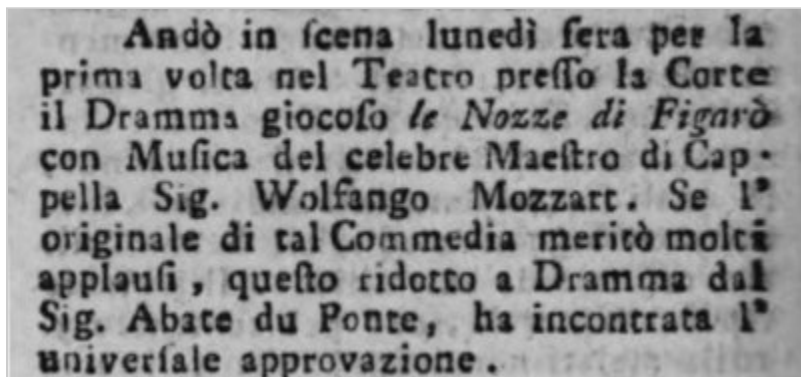 Andò in ſcena lunedì ſera per la
prima volta nel Teatro preſſo la Corte
il Dramma giocoſo le Nozze di Figarò
con Muſica del celebre Maeſtro di Cap-
pella Sig. Wolfango Mozzart. Se l'
originale di tal Commedia meritò molti
applauſi, queſto ridotto a Dramma dal
Sig. Abate du Ponte, ha incontrata l'
univerſale approvazione.